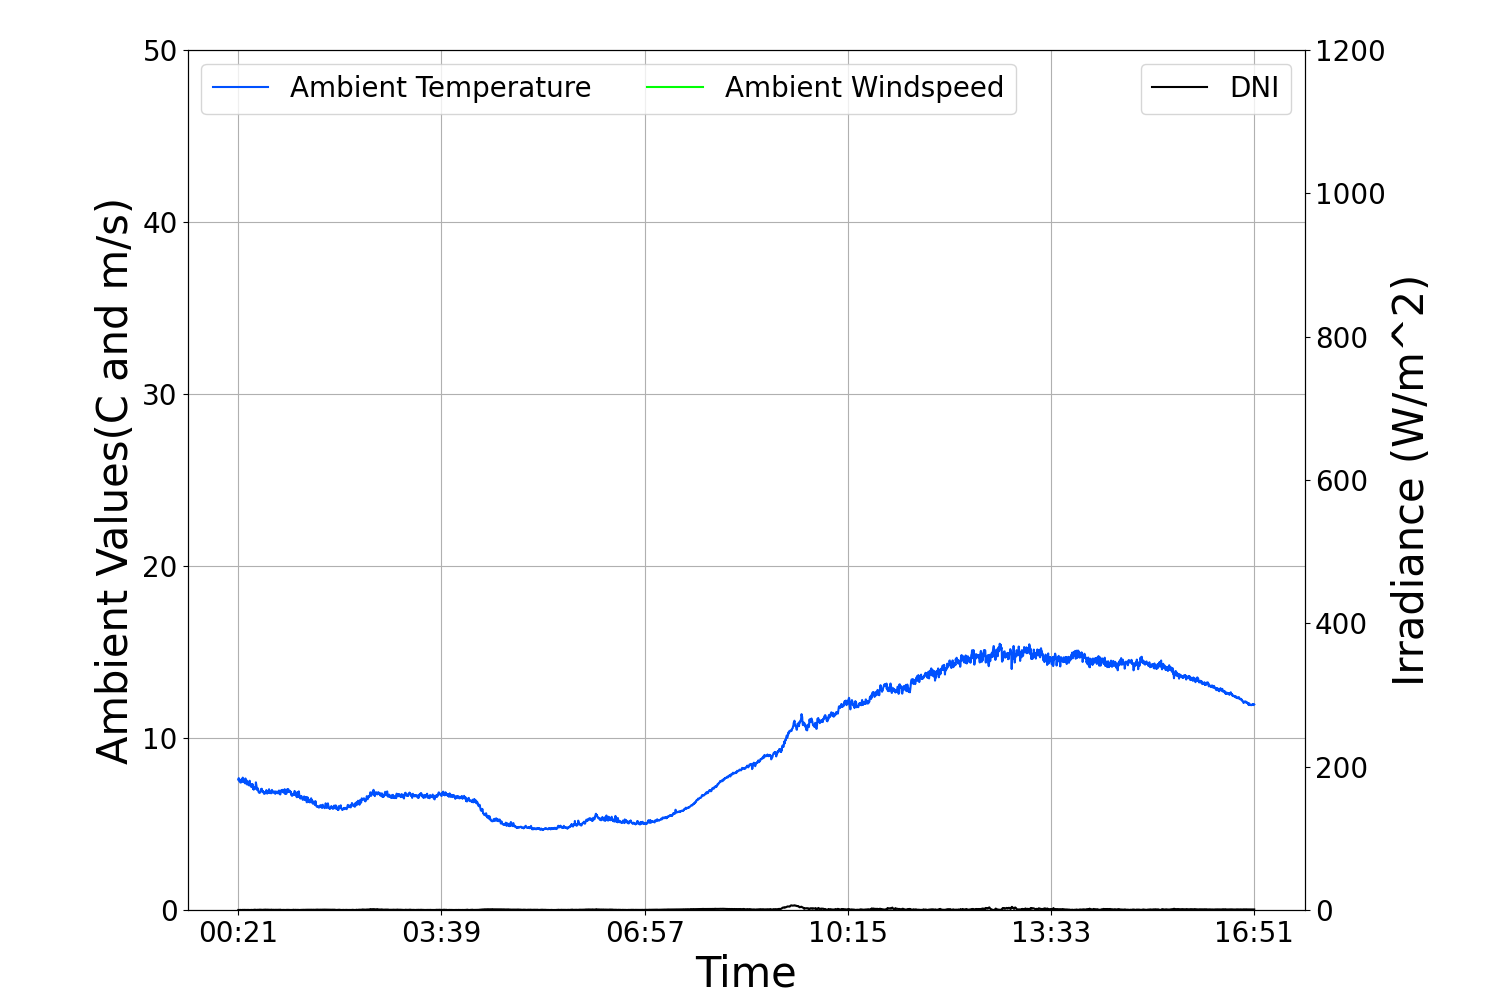 Ambient Temperature Ambient Windspeed DNI
50
40
30
20
10
0
Ambient Values(C and m/s)
1200
1000
800
600
400
200
0
Irradiance (W/m^2)
00:21 03:39 06:57 10:15 13:33 16:51
Time